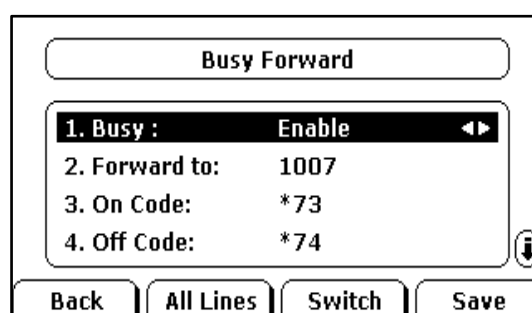 Busy Forward
1. Busy : Enable
2. Forward to: 1007
3. On Code: *73
4. Off Code: *74
Back All Lines Switch Save